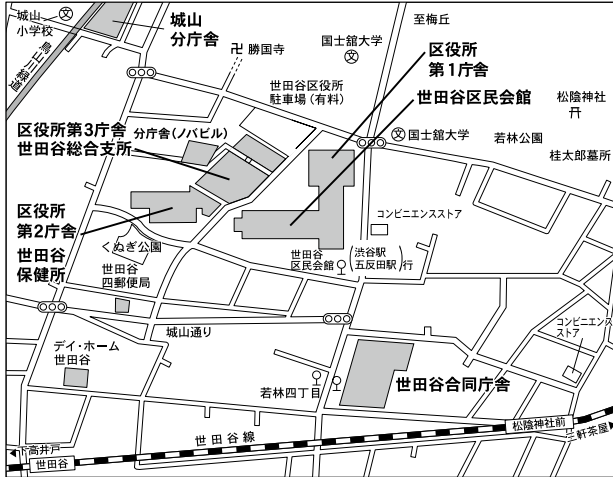 城山
小学校
城山
分庁舎
烏山川緑道
勝国寺
国士舘大学
至梅丘
区役所
第1庁舎
世田谷区役所
駐車場(有料)
世田谷区民会館
松陰神社
国士舘大学
若林公園
桂太郎墓所
区役所第3庁舎
世田谷総合支所
分庁舎(ノバビル)
区役所
第2庁舎
世田谷
保健所
くぬぎ公園
世田谷
四郵便局
コンビニエンスストア
世田谷
区民会館
(渋谷駅
五反田駅)行
城山通り
デイ・ホーム
世田谷
コンビニエンス
ストア
若林四丁目
世田谷合同庁舎
世田谷線
松陰神社前
三軒茶屋
下高井戸
世田谷